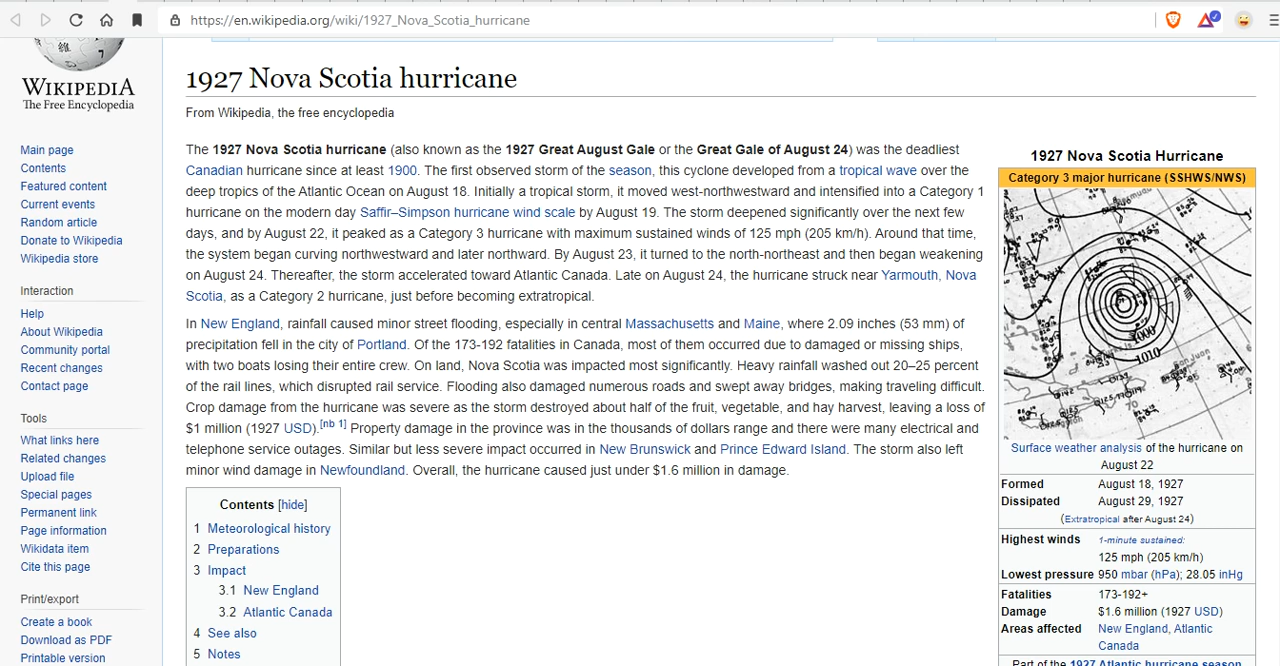 https://en.wikipedia.org/wiki/1927_Nova_Scotia_hurricane
WIKIPEDIA
The Free Encyclopedia
Main page
Contents
Featured content
Current events
Random article
Donate to Wikipedia
Wikipedia store
Interaction
Help
About Wikipedia
Community portal
Recent changes
Contact page
Tools
What links here
Related changes
Upload file
Special pages
Permanent link
Page information
Wikidata item
Cite this page
Print/export
Create a book
Download as PDF
Printable version
1927 Nova Scotia hurricane
From Wikipedia, the free encyclopedia
The 1927 Nova Scotia hurricane (also known as the 1927 Great August Gale or the Great Gale of August 24) was the deadliest
Canadian hurricane since at least 1900. The first observed storm of the season, this cyclone developed from a tropical wave over the
deep tropics of the Atlantic Ocean on August 18. Initially a tropical storm, it moved west-northwestward and intensified into a Category 1
hurricane on the modern day Saffir–Simpson hurricane wind scale by August 19. The storm deepened significantly over the next few
days, and by August 22, it peaked as a Category 3 hurricane with maximum sustained winds of 125 mph (205 km/h). Around that time,
the system began curving northwestward and later northward. By August 23, it turned to the north-northeast and then began weakening
on August 24. Thereafter, the storm accelerated toward Atlantic Canada. Late on August 24, the hurricane struck near Yarmouth, Nova
Scotia, as a Category 2 hurricane, just before becoming extratropical.
In New England, rainfall caused minor street flooding, especially in central Massachusetts and Maine, where 2.09 inches (53 mm) of
precipitation fell in the city of Portland. Of the 173-192 fatalities in Canada, most of them occurred due to damaged or missing ships,
with two boats losing their entire crew. On land, Nova Scotia was impacted most significantly. Heavy rainfall washed out 20–25 percent
of the rail lines, which disrupted rail service. Flooding also damaged numerous roads and swept away bridges, making traveling difficult.
Crop damage from the hurricane was severe as the storm destroyed about half of the fruit, vegetable, and hay harvest, leaving a loss of
$1 million (1927 USD).[nb 1] Property damage in the province was in the thousands of dollars range and there were many electrical and
telephone service outages. Similar but less severe impact occurred in New Brunswick and Prince Edward Island. The storm also left
minor wind damage in Newfoundland. Overall, the hurricane caused just under $1.6 million in damage.
Contents [hide]
1 Meteorological history
2 Preparations
3 Impact
3.1 New England
3.2 Atlantic Canada
4 See also
5 Notes
1927 Nova Scotia Hurricane
Category 3 major hurricane (SSHWS/NWS)
Bermuda
1000
1010
San Juan
70
Surface weather analysis of the hurricane on
August 22
Formed August 18, 1927
Dissipated August 29, 1927
(Extratropical after August 24)
Highest winds 1-minute sustained:
125 mph (205 km/h)
Lowest pressure 950 mbar (hPa); 28.05 inHg
Fatalities 173-192+
Damage $1.6 million (1927 USD)
Areas affected New England, Atlantic
Canada
Part of the 1927 Atlantic hurricane season